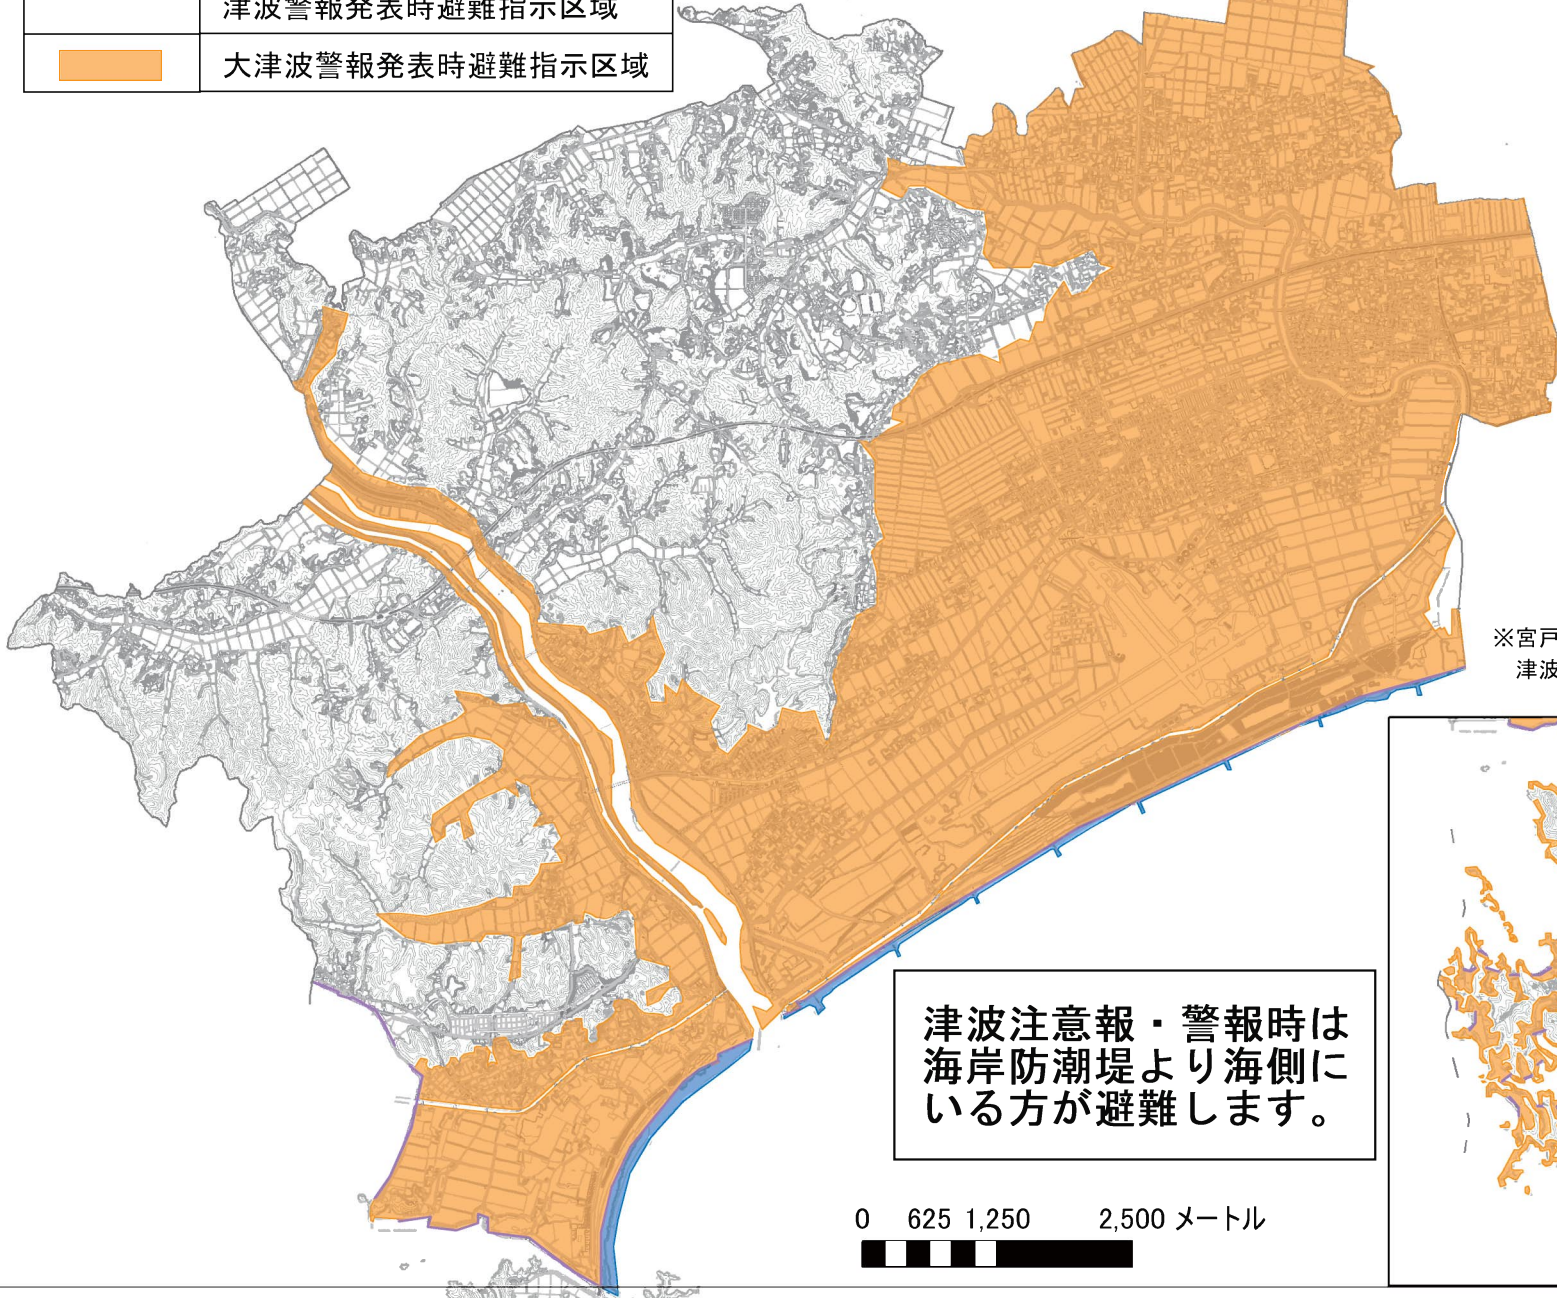 津波警報発表時避難指示区域
大津波警報発表時避難指示区域
※宮戸
津波
津波注意報・警報時は
海岸防潮堤より海側に
いる方が避難します。
0 625 1,250 2,500 メートル